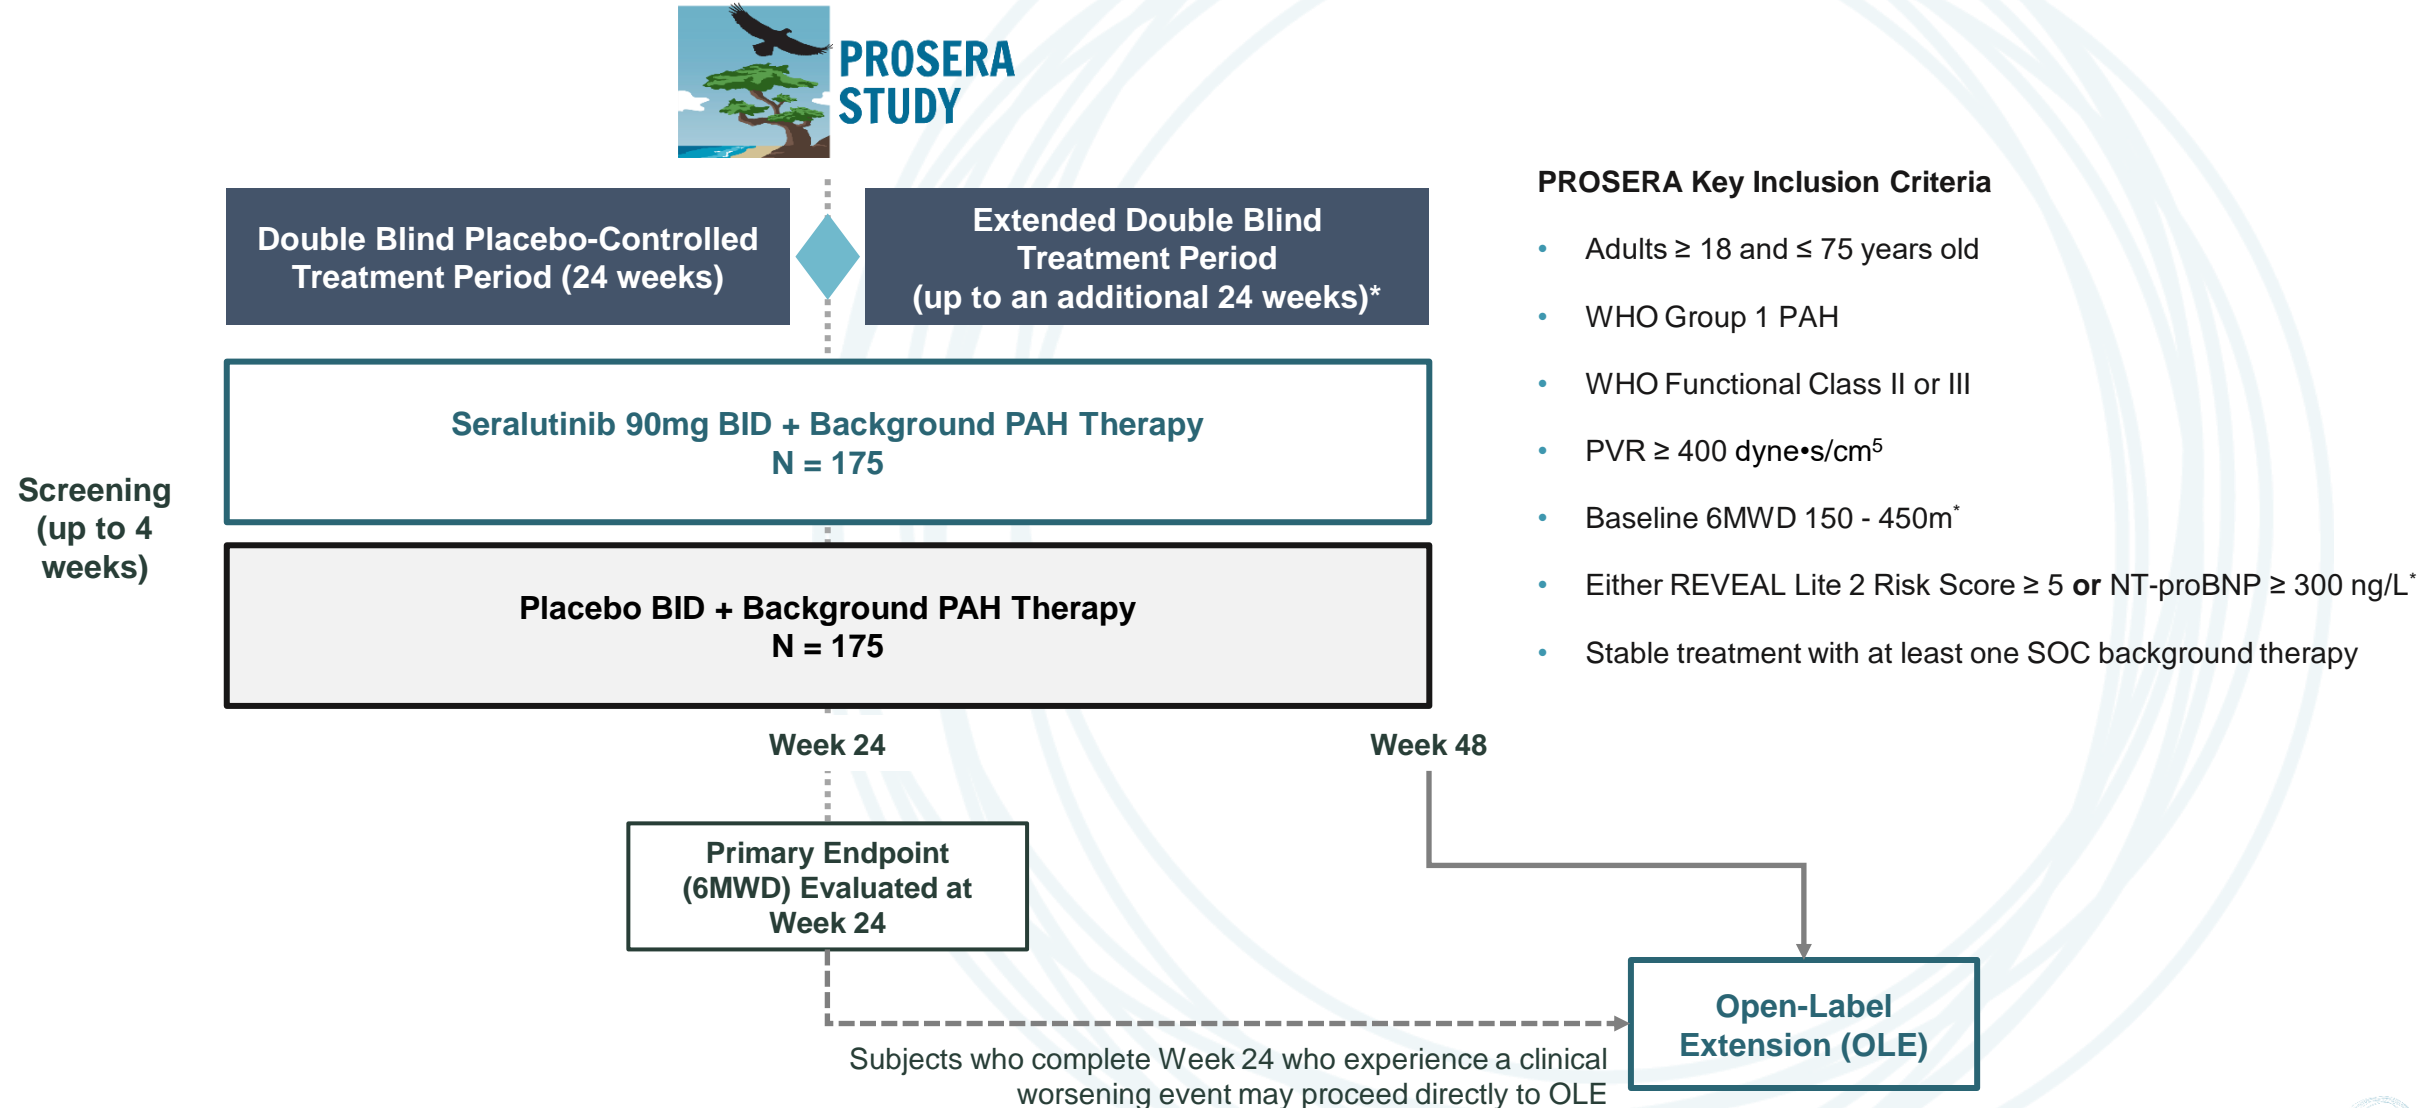 PROSERA
STUDY
Double Blind Placebo-Controlled
Treatment Period (24 weeks)
Extended Double Blind
Treatment Period
(up to an additional 24 weeks)*
Screening
(up to 4
weeks)
Seralutinib 90mg BID + Background PAH Therapy
N = 175
Placebo BID + Background PAH Therapy
N = 175
Week 24
Week 48
Primary Endpoint
(6MWD) Evaluated at
Week 24
Subjects who complete Week 24 who experience a clinical
worsening event may proceed directly to OLE
Open-Label
Extension (OLE)
PROSERA Key Inclusion Criteria
• Adults ≥ 18 and ≤ 75 years old
• WHO Group 1 PAH
• WHO Functional Class II or III
• PVR ≥ 400 dyne•s/cm⁵
• Baseline 6MWD 150 - 450m*
• Either REVEAL Lite 2 Risk Score ≥ 5 or NT-proBNP ≥ 300 ng/L*
• Stable treatment with at least one SOC background therapy